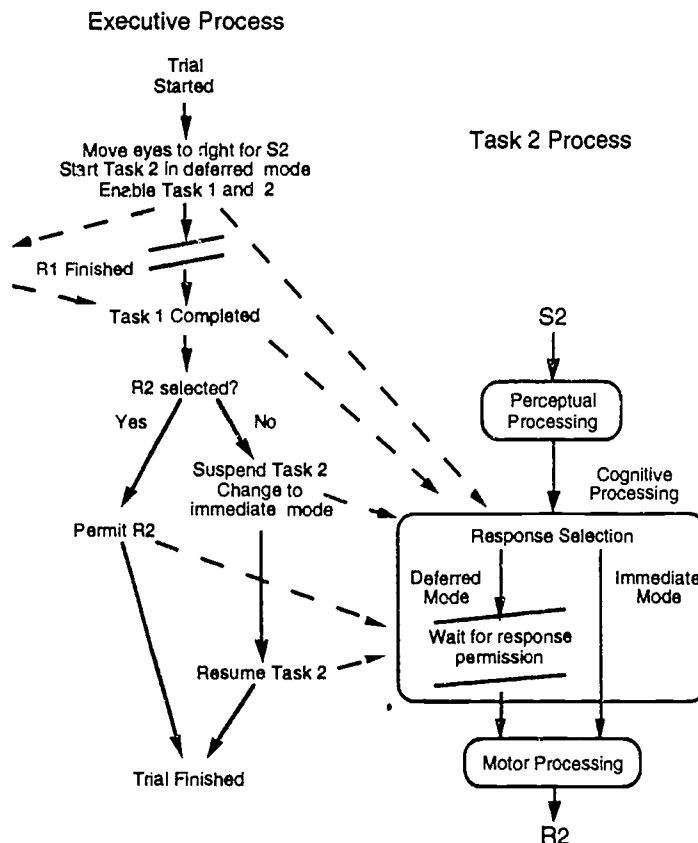 Executive Process
Trial
Started
Move eyes to right for S2
Start Task 2 in deferred mode
Enable Task 1 and 2
R1 Finished
Task 1 Completed
R2 selected?
Yes
No
Suspend Task 2
Change to
immediate mode
Permit R2
Resume Task 2
Trial Finished
Task 2 Process
S2
Perceptual
Processing
Cognitive
Processing
Response Selection
Deferred
Mode
Immediate
Mode
Wait for response
permission
Motor Processing
R2